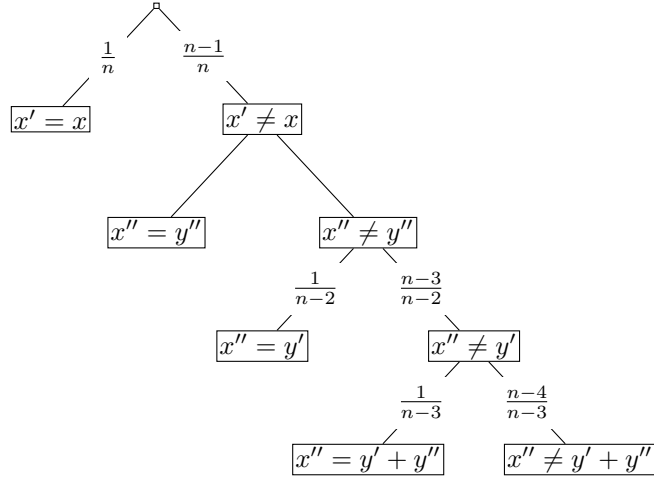 1/n n−1/n
x′ = x x′ ≠ x
x′′ = y′′ x′′ ≠ y′′
1/n−2 n−3/n−2
x′′ = y′ x′′ ≠ y′
1/n−3 n−4/n−3
x′′ = y′ + y′′ x′′ ≠ y′ + y′′